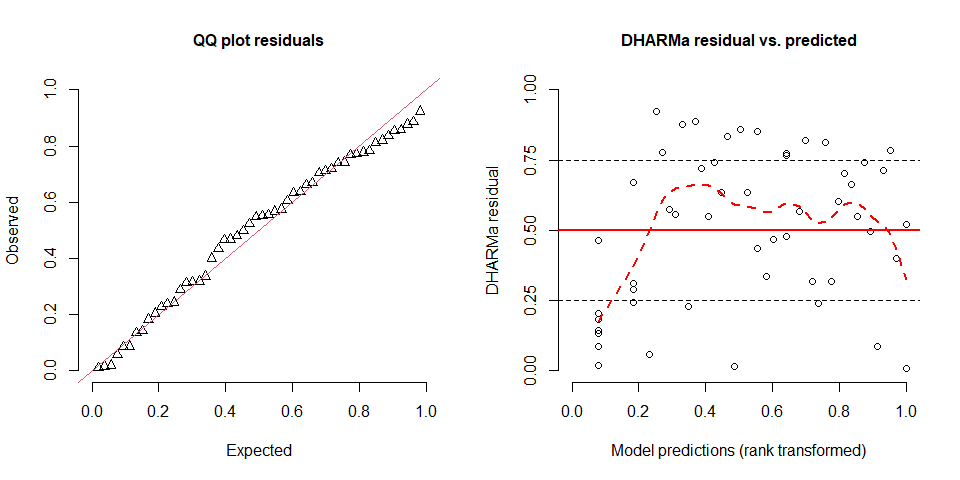 QQ plot residuals
Observed
0.0 0.2 0.4 0.6 0.8 1.0
0.0 0.2 0.4 0.6 0.8 1.0
Expected
DHARMa residual vs. predicted
DHARMa residual
0.00 0.25 0.50 0.75 1.00
0.0 0.2 0.4 0.6 0.8 1.0
Model predictions (rank transformed)